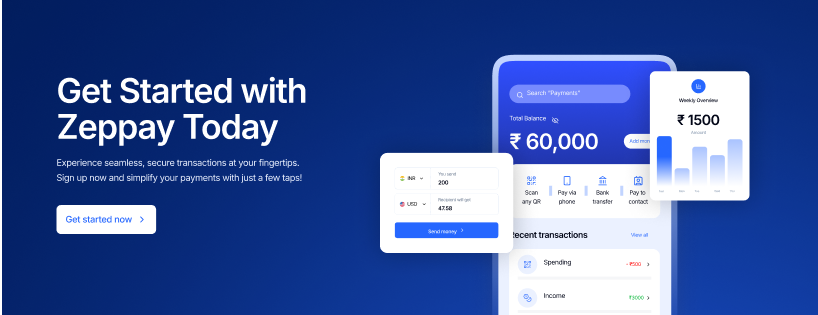 Get Started with
Zeppay Today
Experience seamless, secure transactions at your fingertips.
Sign up now and simplify your payments with just a few taps!
Get started now
INR
You send
200
USD
Recipient will get
47.58
Send money
Search "Payments"
Total Balance
₹ 60,000
Add mon
Scan
any QR
Pay via
phone
Bank
transfer
Pay to
contact
Recent transactions
View all
Spending
- ₹500
Income
₹3000
Weekly Overview
₹ 1500
Amount